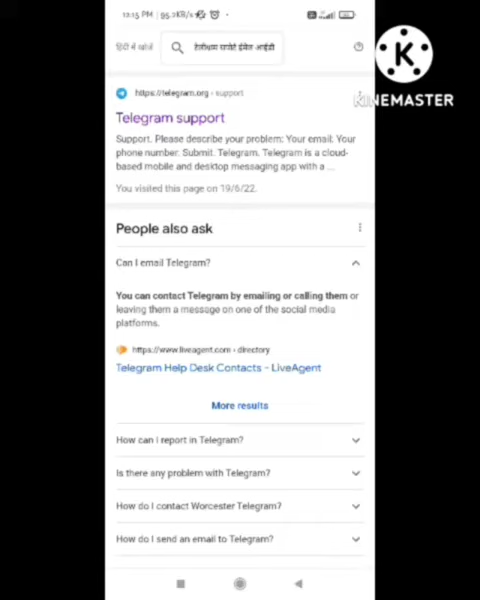 12:15 PM | 95.2KB/s
हिंदी में खोजें
टेलीग्राम सपोर्ट ईमेल आईडी
KINEMASTER
https://telegram.org › support
Telegram support
Support. Please describe your problem: Your email: Your
phone number: Submit. Telegram. Telegram is a cloud-
based mobile and desktop messaging app with a ...
You visited this page on 19/6/22.
People also ask
Can I email Telegram?
You can contact Telegram by emailing or calling them or
leaving them a message on one of the social media
platforms.
https://www.liveagent.com › directory
Telegram Help Desk Contacts - LiveAgent
More results
How can I report in Telegram?
Is there any problem with Telegram?
How do I contact Worcester Telegram?
How do I send an email to Telegram?